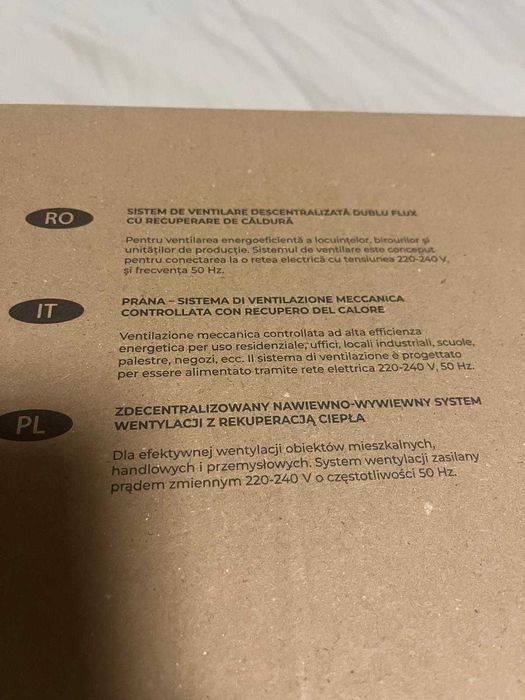 RO
SISTEM DE VENTILARE DESCENTRALIZATĂ DUBLU FLUX
CU RECUPERARE DE CĂLDURĂ
Pentru ventilarea energoeficientă a locuințelor, birourilor și
unităților de producție. Sistemul de ventilare este conceput
pentru conectarea la o retea electrică cu tensiunea 220-240 V,
și frecvența 50 Hz.
IT
PRANA – SISTEMA DI VENTILAZIONE MECCANICA
CONTROLLATA CON RECUPERO DEL CALORE
Ventilazione meccanica controllata ad alta efficienza
energetica per uso residenziale, uffici, locali industriali, scuole,
palestre, negozi, ecc. Il sistema di ventilazione è progettato
per essere alimentato tramite rete elettrica 220-240 V, 50 Hz.
PL
ZDECENTRALIZOWANY NAWIEWNO-WYWIEWNY SYSTEM
WENTYLACJI Z REKUPERACJĄ CIEPŁA
Dla efektywnej wentylacji obiektów mieszkalnych,
handlowych i przemysłowych. System wentylacji zasilany
prądem zmiennym 220-240 V o częstotliwości 50 Hz.